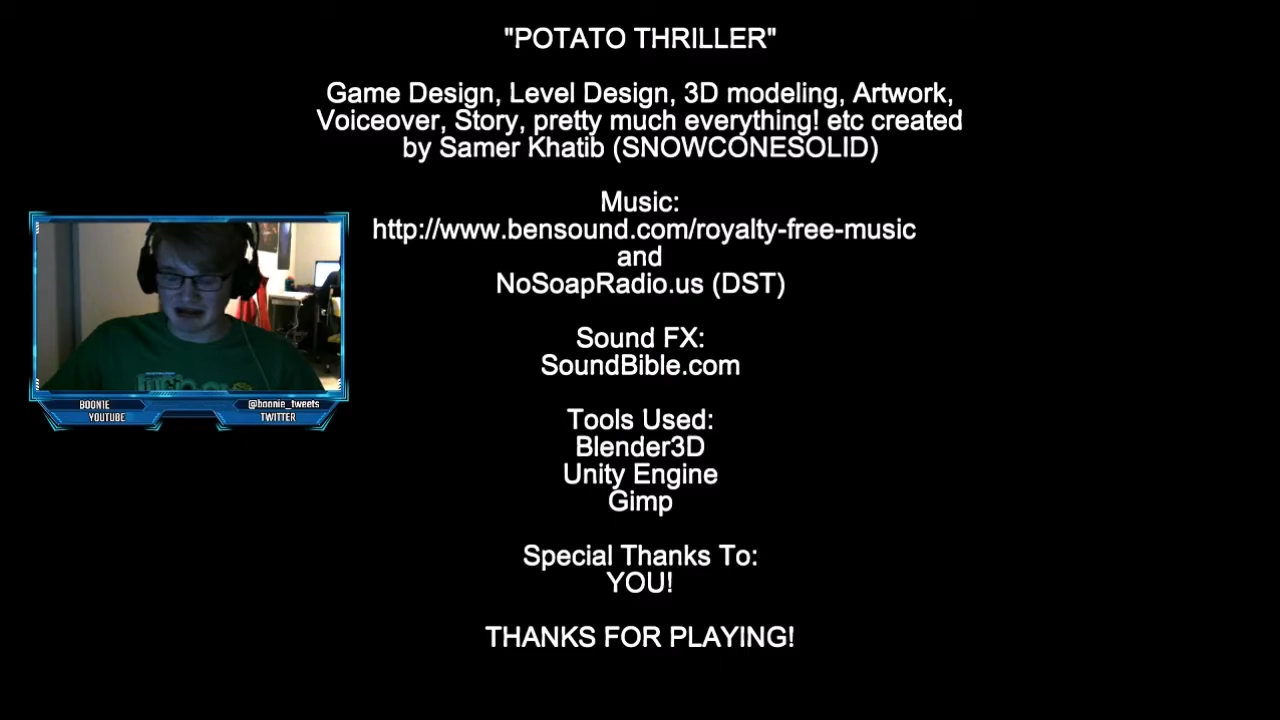 "POTATO THRILLER"
Game Design, Level Design, 3D modeling, Artwork,
Voiceover, Story, pretty much everything! etc created
by Samer Khatib (SNOWCONESOLID)
Music:
http://www.bensound.com/royalty-free-music
and
NoSoapRadio.us (DST)
Sound FX:
SoundBible.com
Tools Used:
Blender3D
Unity Engine
Gimp
Special Thanks To:
YOU!
THANKS FOR PLAYING!
BOON1E
YOUTUBE
@boonie_tweets
TWITTER